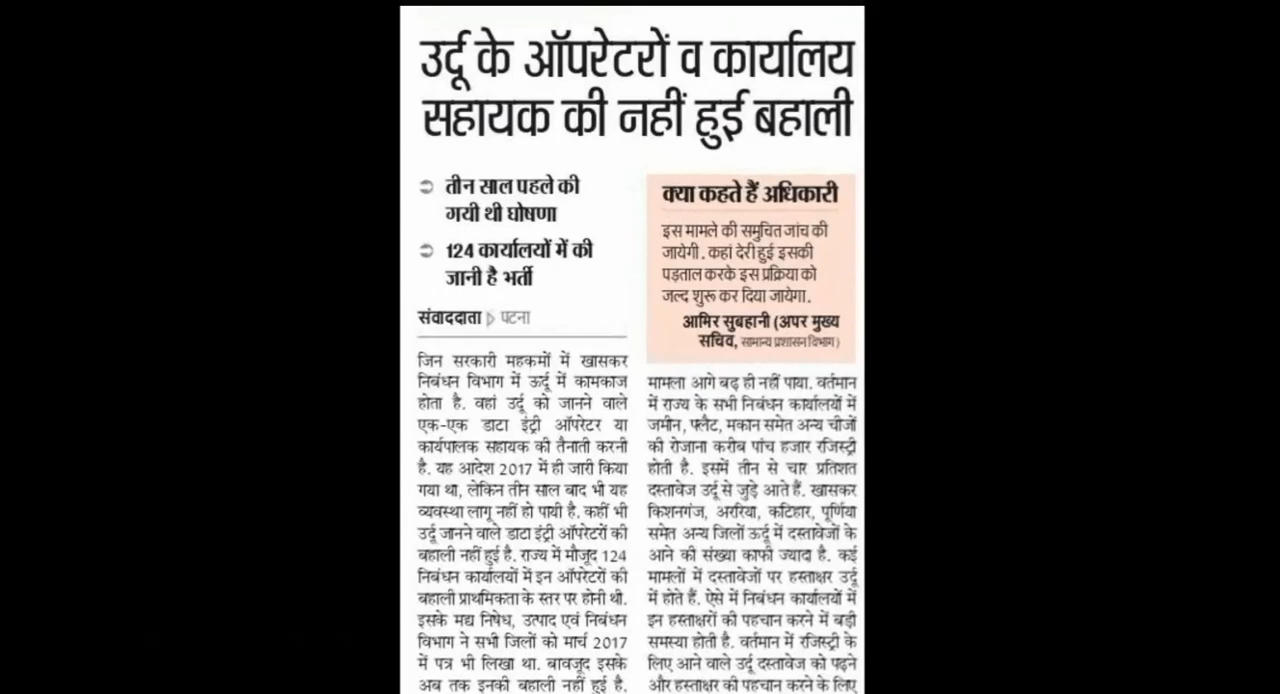 उर्दू के ऑपरेटरों व कार्यालय
सहायक की नहीं हुई बहाली
तीन साल पहले की
गयी थी घोषणा
124 कार्यालयों में की
जानी है भर्ती
संवाददाता पटना
जिन सरकारी महकमों में खासकर
निबंधन विभाग में ऊर्दू में कामकाज
होता है. वहां उर्दू को जानने वाले
एक-एक डाटा इंट्री ऑपरेटर या
कार्यपालक सहायक की तैनाती करनी
है. यह आदेश 2017 में ही जारी किया
गया था, लेकिन तीन साल बाद भी यह
व्यवस्था लागू नहीं हो पायी है. कहीं भी
उर्दू जानने वाले डाटा इंट्री ऑपरेटरों की
बहाली नहीं हुई है. राज्य में मौजूद 124
निबंधन कार्यालयों में इन ऑपरेटरों की
बहाली प्राथमिकता के स्तर पर होनी थी.
इसके मद्य निषेध, उत्पाद एवं निबंधन
विभाग ने सभी जिलों को मार्च 2017
में पत्र भी लिखा था. बावजूद इसके
अब तक इनकी बहाली नहीं हुई है.
क्या कहते हैं अधिकारी
इस मामले की समुचित जांच की
जायेगी. कहां देरी हुई इसकी
पड़ताल करके इस प्रक्रिया को
जल्द शुरू कर दिया जायेगा.
आमिर सुबहानी (अपर मुख्य
सचिव, सामान्य प्रशासन विभाग)
मामला आगे बढ़ ही नहीं पाया. वर्तमान
में राज्य के सभी निबंधन कार्यालयों में
जमीन, फ्लैट, मकान समेत अन्य चीजों
की रोजाना करीब पांच हजार रजिस्ट्री
होती है. इसमें तीन से चार प्रतिशत
दस्तावेज उर्दू से जुड़े आते हैं. खासकर
किशनगंज, अररिया, कटिहार, पूर्णिया
समेत अन्य जिलों ऊर्दू में दस्तावेजों के
आने की संख्या काफी ज्यादा है. कई
मामलों में दस्तावेजों पर हस्ताक्षर उर्दू
में होते हैं. ऐसे में निबंधन कार्यालयों में
इन हस्ताक्षरों की पहचान करने में बड़ी
समस्या होती है. वर्तमान में रजिस्ट्री के
लिए आने वाले उर्दू दस्तावेज को पढ़ने
और हस्ताक्षर की पहचान करने के लिए